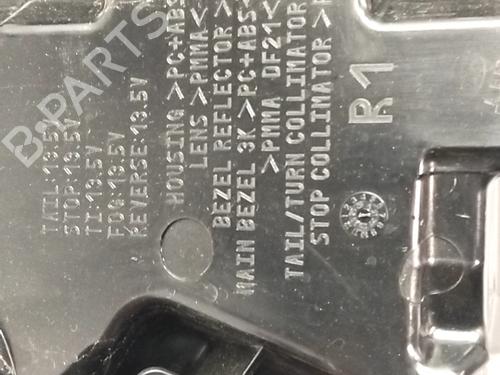 TAIL:13.5V
STOP:13.5V
TI:13.5V
FOG:13.5V
REVERSE:13.5V
HOUSING >PC+ABS
LENS >PMMA<
BEZEL REFLECTOR >
MAIN BEZEL 3K >PC+ABS<
>PMMA DF21<
TAIL/TURN COLLIMATOR
STOP COLLIMATOR >
R1
B-PARTS